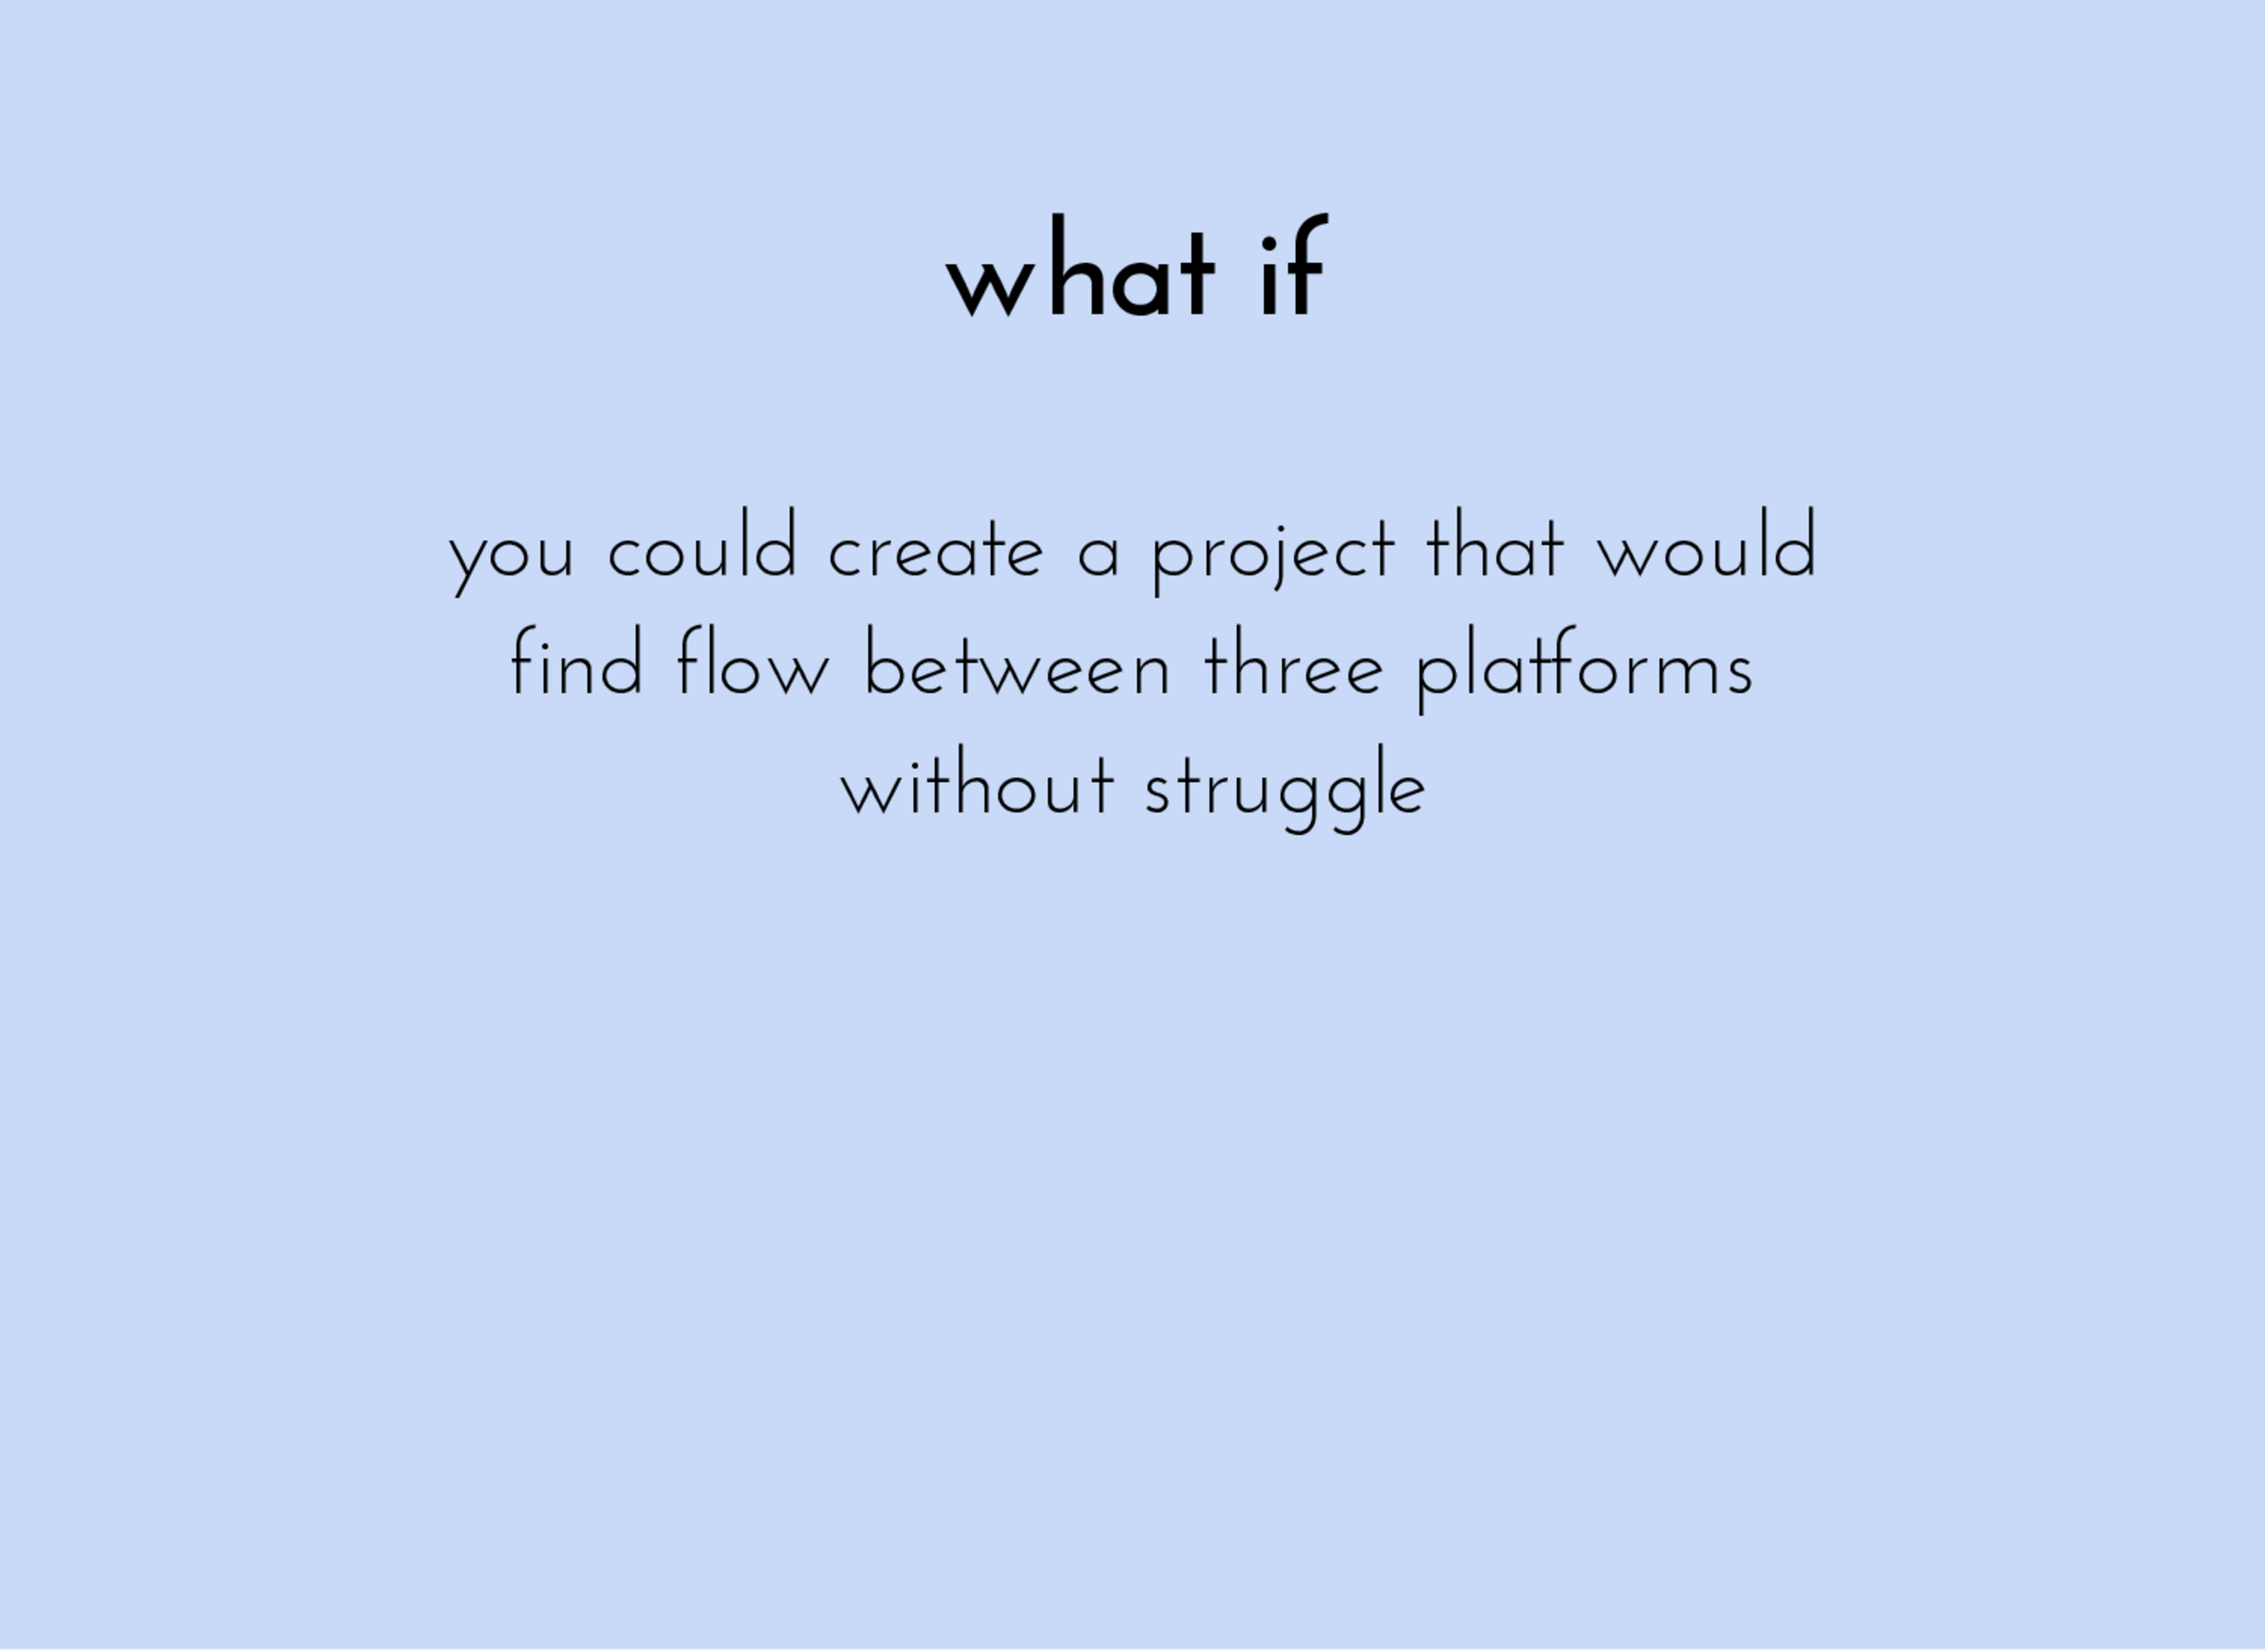 what if
you could create a project that would
find flow between three platforms
without struggle